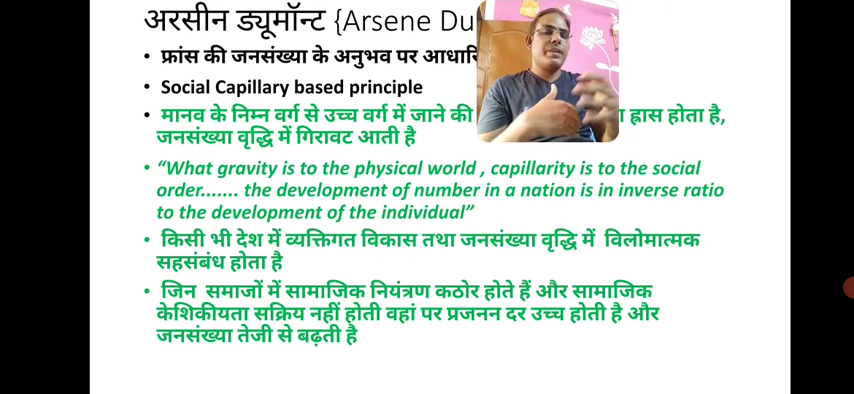 अरसीन ड्यूमॉन्ट {Arsene Du
फ्रांस की जनसंख्या के अनुभव पर
Social Capillary based principle
मानव के निम्न वर्ग से उच्च वर्ग में जाने की ह्रास होता है,
जनसंख्या वृद्धि में गिरावट आती है
“What gravity is to the physical world , capillarity is to the social
order....... the development of number in a nation is in inverse ratio
to the development of the individual”
किसी भी देश में व्यक्तिगत विकास तथा जनसंख्या वृद्धि में विलोमात्मक
सहसंबंध होता है
जिन समाजों में सामाजिक नियंत्रण कठोर होते हैं और सामाजिक
केशिकीयता सक्रिय नहीं होती वहां पर प्रजनन दर उच्च होती है और
जनसंख्या तेजी से बढ़ती है